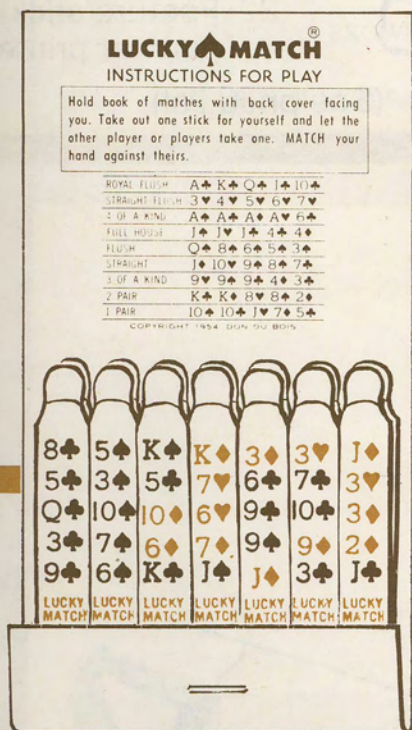 LUCKY♠MATCH®
INSTRUCTIONS FOR PLAY
Hold book of matches with back cover facing
you. Take out one stick for yourself and let the
other player or players take one. MATCH your
hand against theirs.
ROYAL FLUSH A♣ K♣ Q♣ J♣ 10♣
STRAIGHT FLUSH 3♥ 4♥ 5♥ 6♥ 7♥
4 OF A KIND A♠ A♣ A♦ A♥ 6♣
FULL HOUSE J♠ J♥ J♣ 4♣ 4♦
FLUSH Q♠ 8♠ 6♠ 5♠ 3♠
STRAIGHT J♦ 10♥ 9♠ 8♠ 7♣
3 OF A KIND 9♥ 9♠ 9♣ 4♦ 3♣
2 PAIR K♣ K♦ 8♥ 8♠ 2♦
1 PAIR 10♠ 10♣ J♥ 7♦ 5♣
COPYRIGHT 1954 DON DU BOIS
8♣ 5♠ K♠ K♦ 3♦ 3♥ J♦
5♣ 3♠ 5♣ 7♥ 6♣ 7♣ 3♥
Q♣ 10♠ 10♦ 6♥ 9♣ 10♣ 3♦
3♣ 7♠ 6♦ 7♦ 9♠ 9♦ 2♦
9♣ 6♠ K♣ J♠ J♦ 3♣ J♣
LUCKY LUCKY LUCKY LUCKY LUCKY LUCKY LUCKY
MATCH MATCH MATCH MATCH MATCH MATCH MATCH